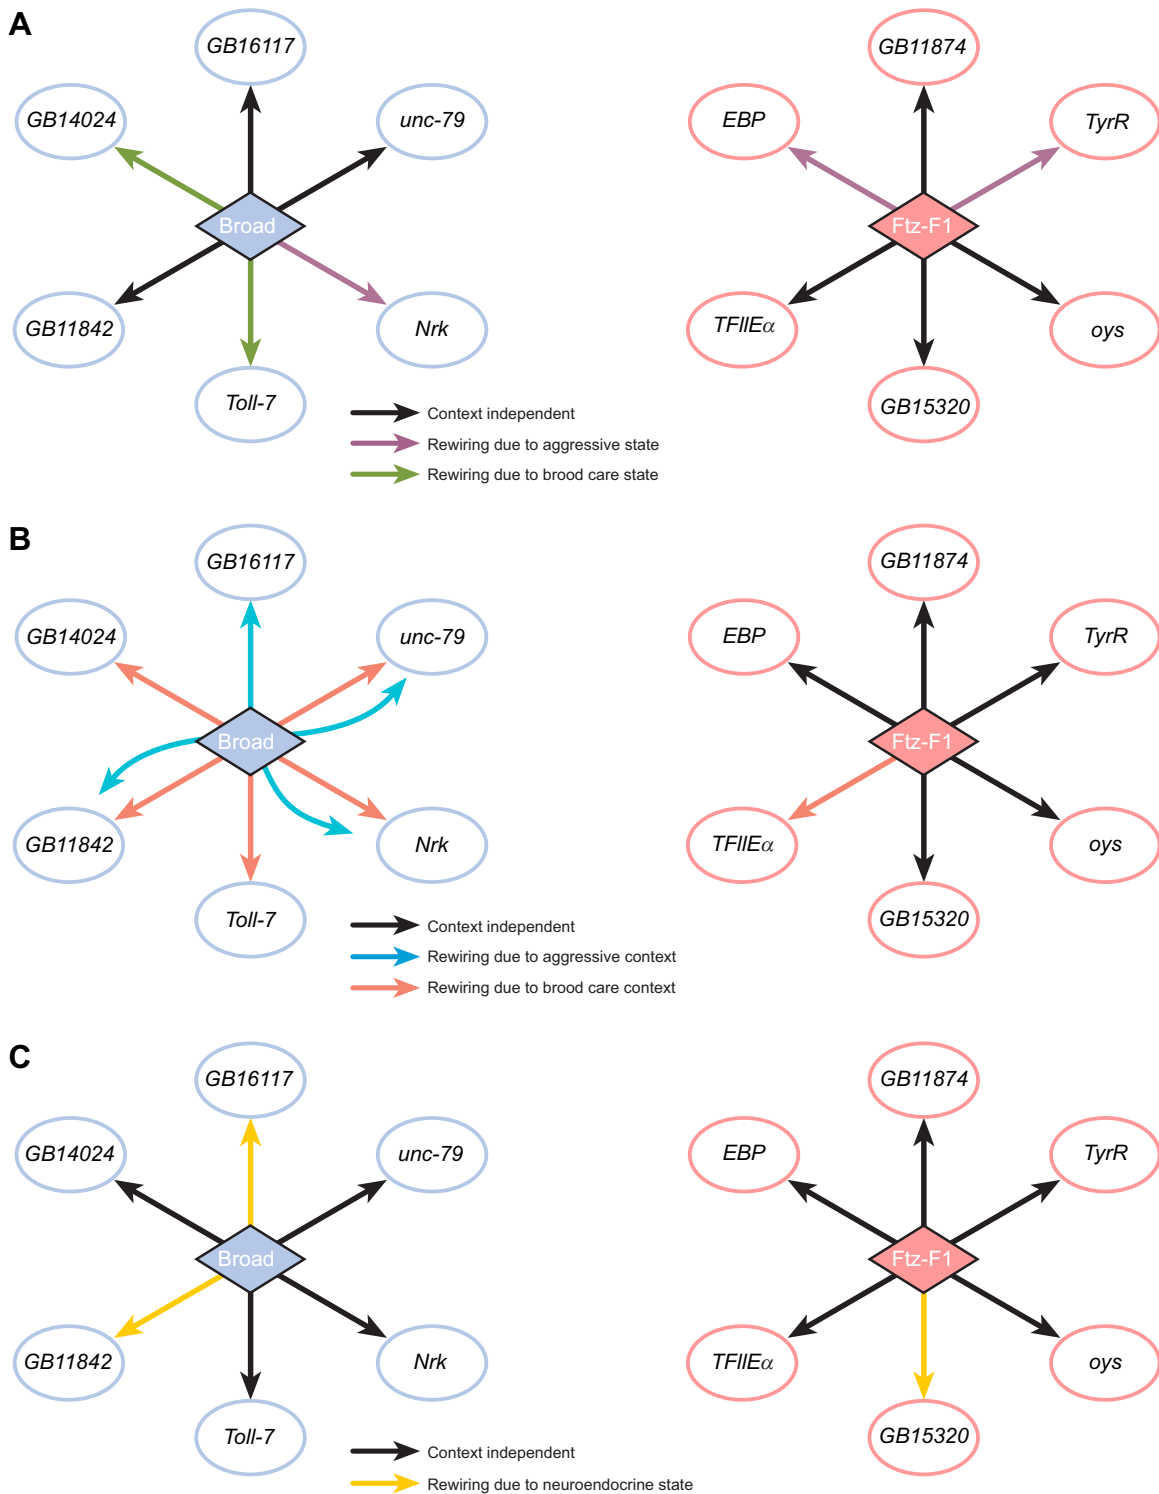 A
GB16117
GB11874
GB14024
unc-79
EBP
TyrR
Broad
Ftz-F1
GB11842
Nrk
TFIIEα
oys
Toll-7
GB15320
Context independent
Rewiring due to aggressive state
Rewiring due to brood care state
B
GB16117
GB11874
GB14024
unc-79
EBP
TyrR
Broad
Ftz-F1
GB11842
Nrk
TFIIEα
oys
Toll-7
GB15320
Context independent
Rewiring due to aggressive context
Rewiring due to brood care context
C
GB16117
GB11874
GB14024
unc-79
EBP
TyrR
Broad
Ftz-F1
GB11842
Nrk
TFIIEα
oys
Toll-7
GB15320
Context independent
Rewiring due to neuroendocrine state